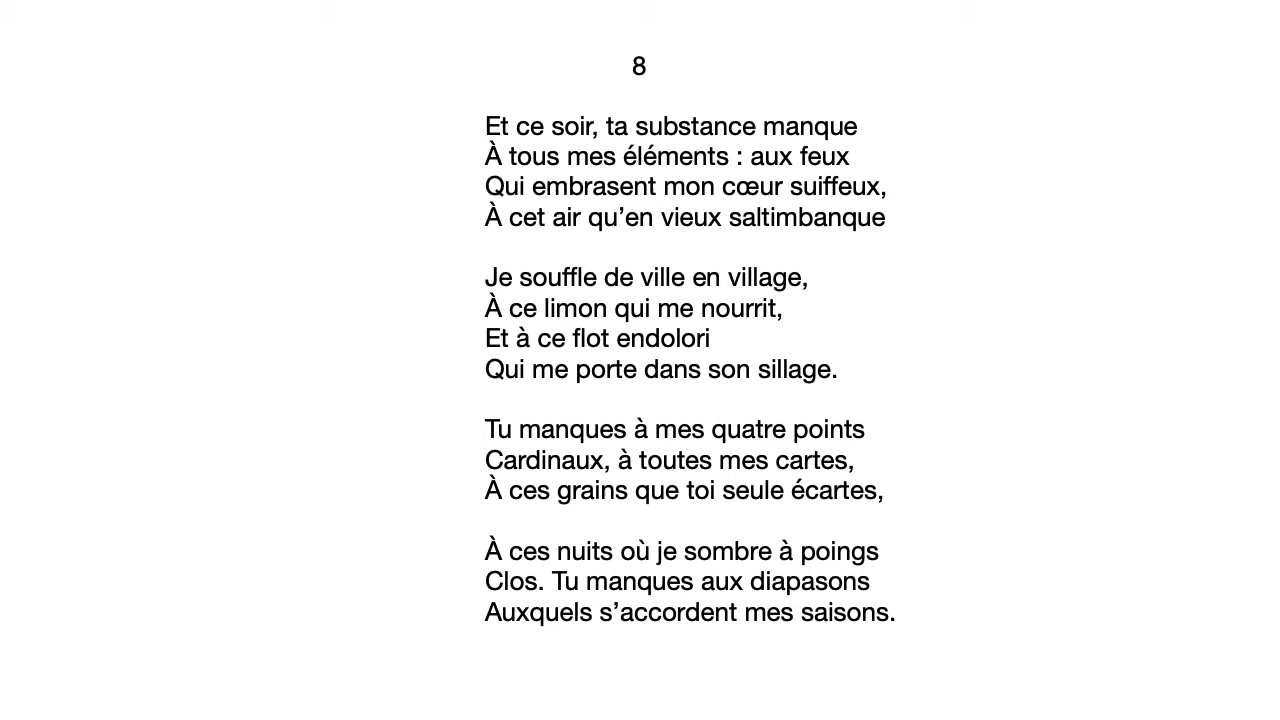 8
Et ce soir, ta substance manque
À tous mes éléments : aux feux
Qui embrasent mon cœur suiffeux,
À cet air qu’en vieux saltimbanque
Je souffle de ville en village,
À ce limon qui me nourrit,
Et à ce flot endolori
Qui me porte dans son sillage.
Tu manques à mes quatre points
Cardinaux, à toutes mes cartes,
À ces grains que toi seule écartes,
À ces nuits où je sombre à poings
Clos. Tu manques aux diapasons
Auxquels s’accordent mes saisons.